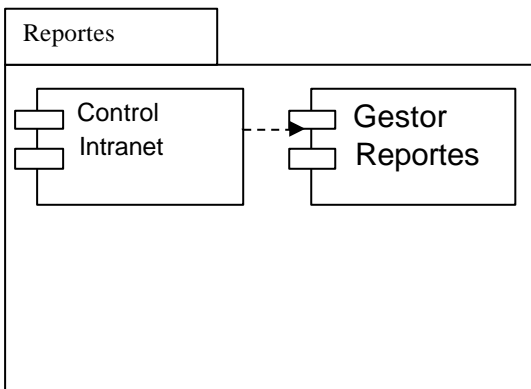 Reportes
Control
Intranet
Gestor
Reportes